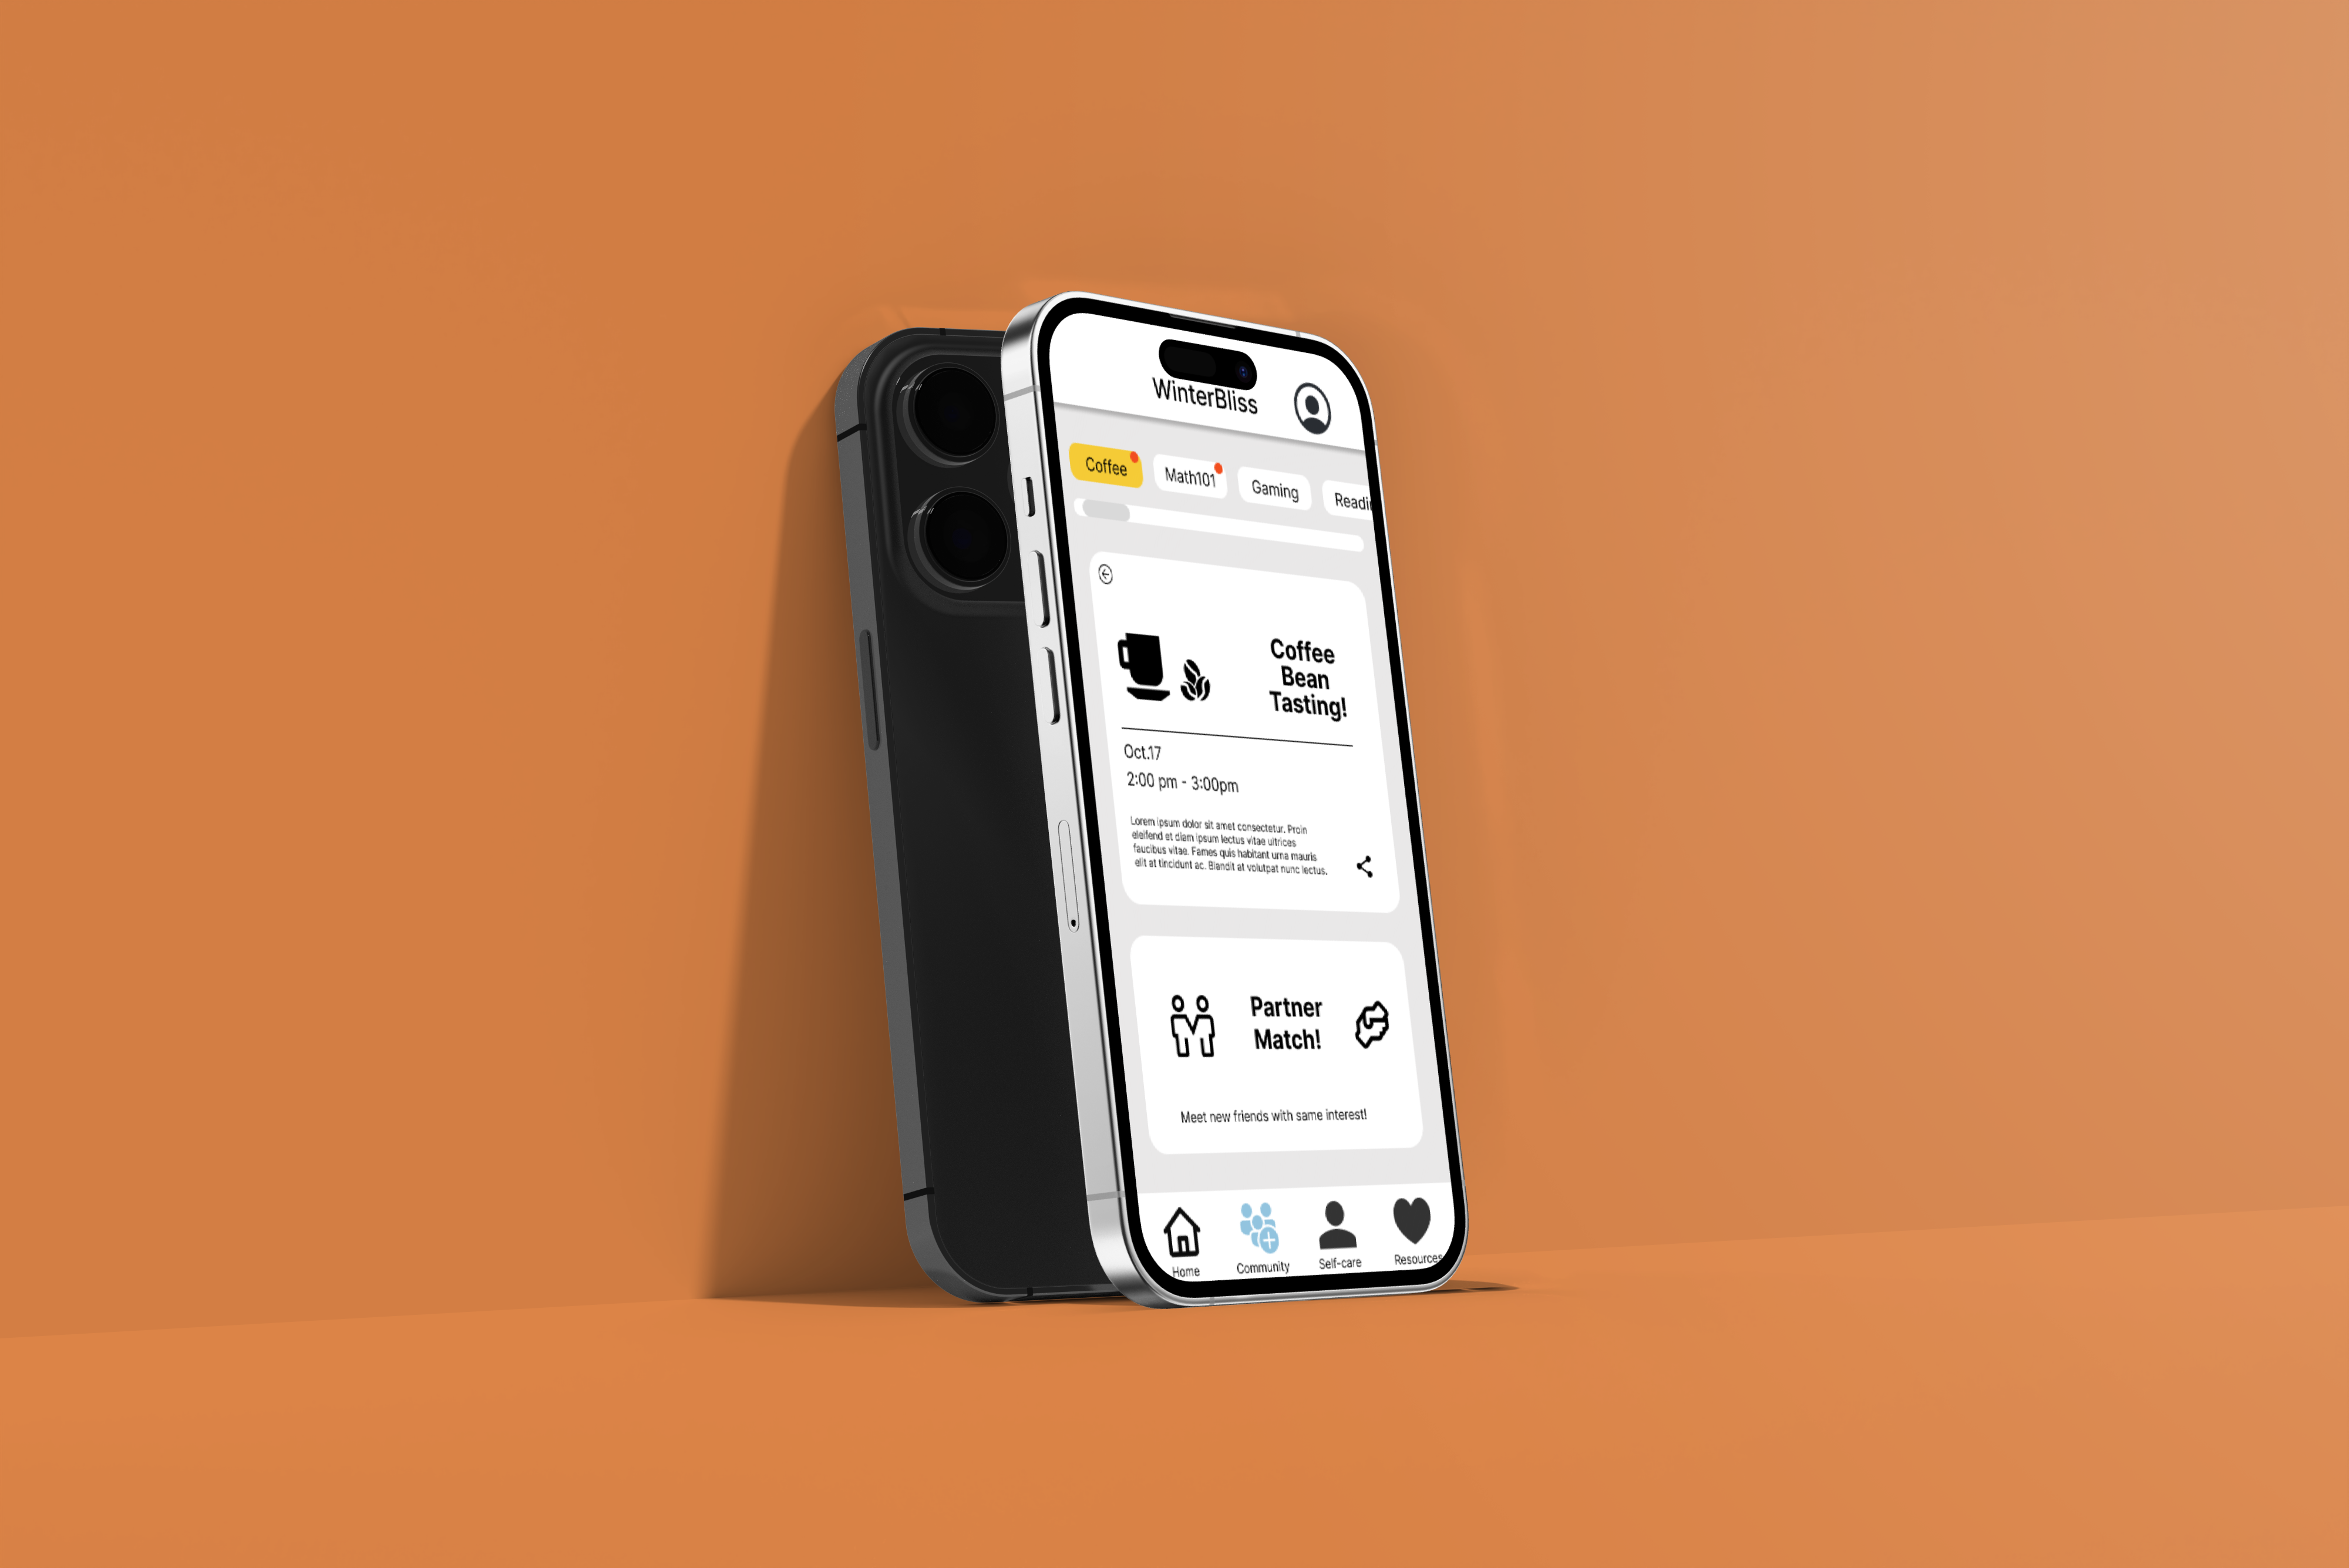 WinterBliss
Coffee
Math101
Gaming
Readin
Coffee
Bean
Tasting!
Oct.17
2:00 pm - 3:00pm
Lorem ipsum dolor sit amet consectetur. Proin
eleifend et diam ipsum lectus vitae ultrices
faucibus vitae. Fames quis habitant urna mauris
elit at tincidunt ac. Blandit at volutpat nunc lectus.
Partner
Match!
Meet new friends with same interest!
Home
Community
Self-care
Resources